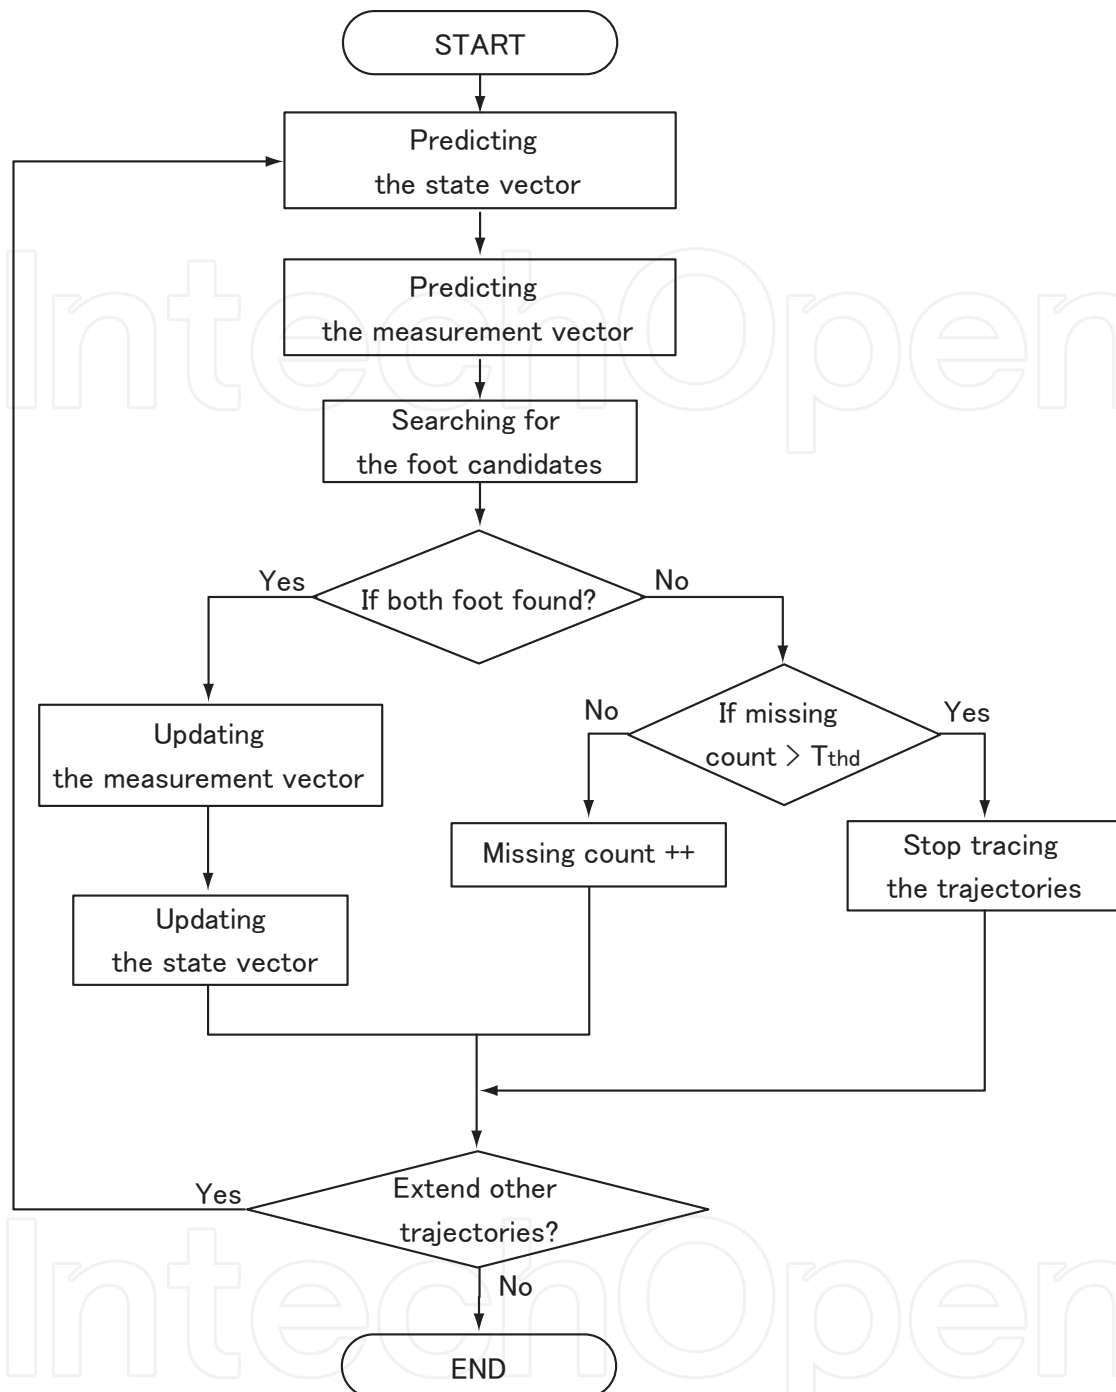 START
Predicting
the state vector
Predicting
the measurement vector
Searching for
the foot candidates
If both foot found?
Yes
No
If missing
count > Tthd
No
Yes
Updating
the measurement vector
Missing count ++
Stop tracing
the trajectories
Updating
the state vector
Extend other
trajectories?
Yes
No
END
IntechOpen
IntechOpen